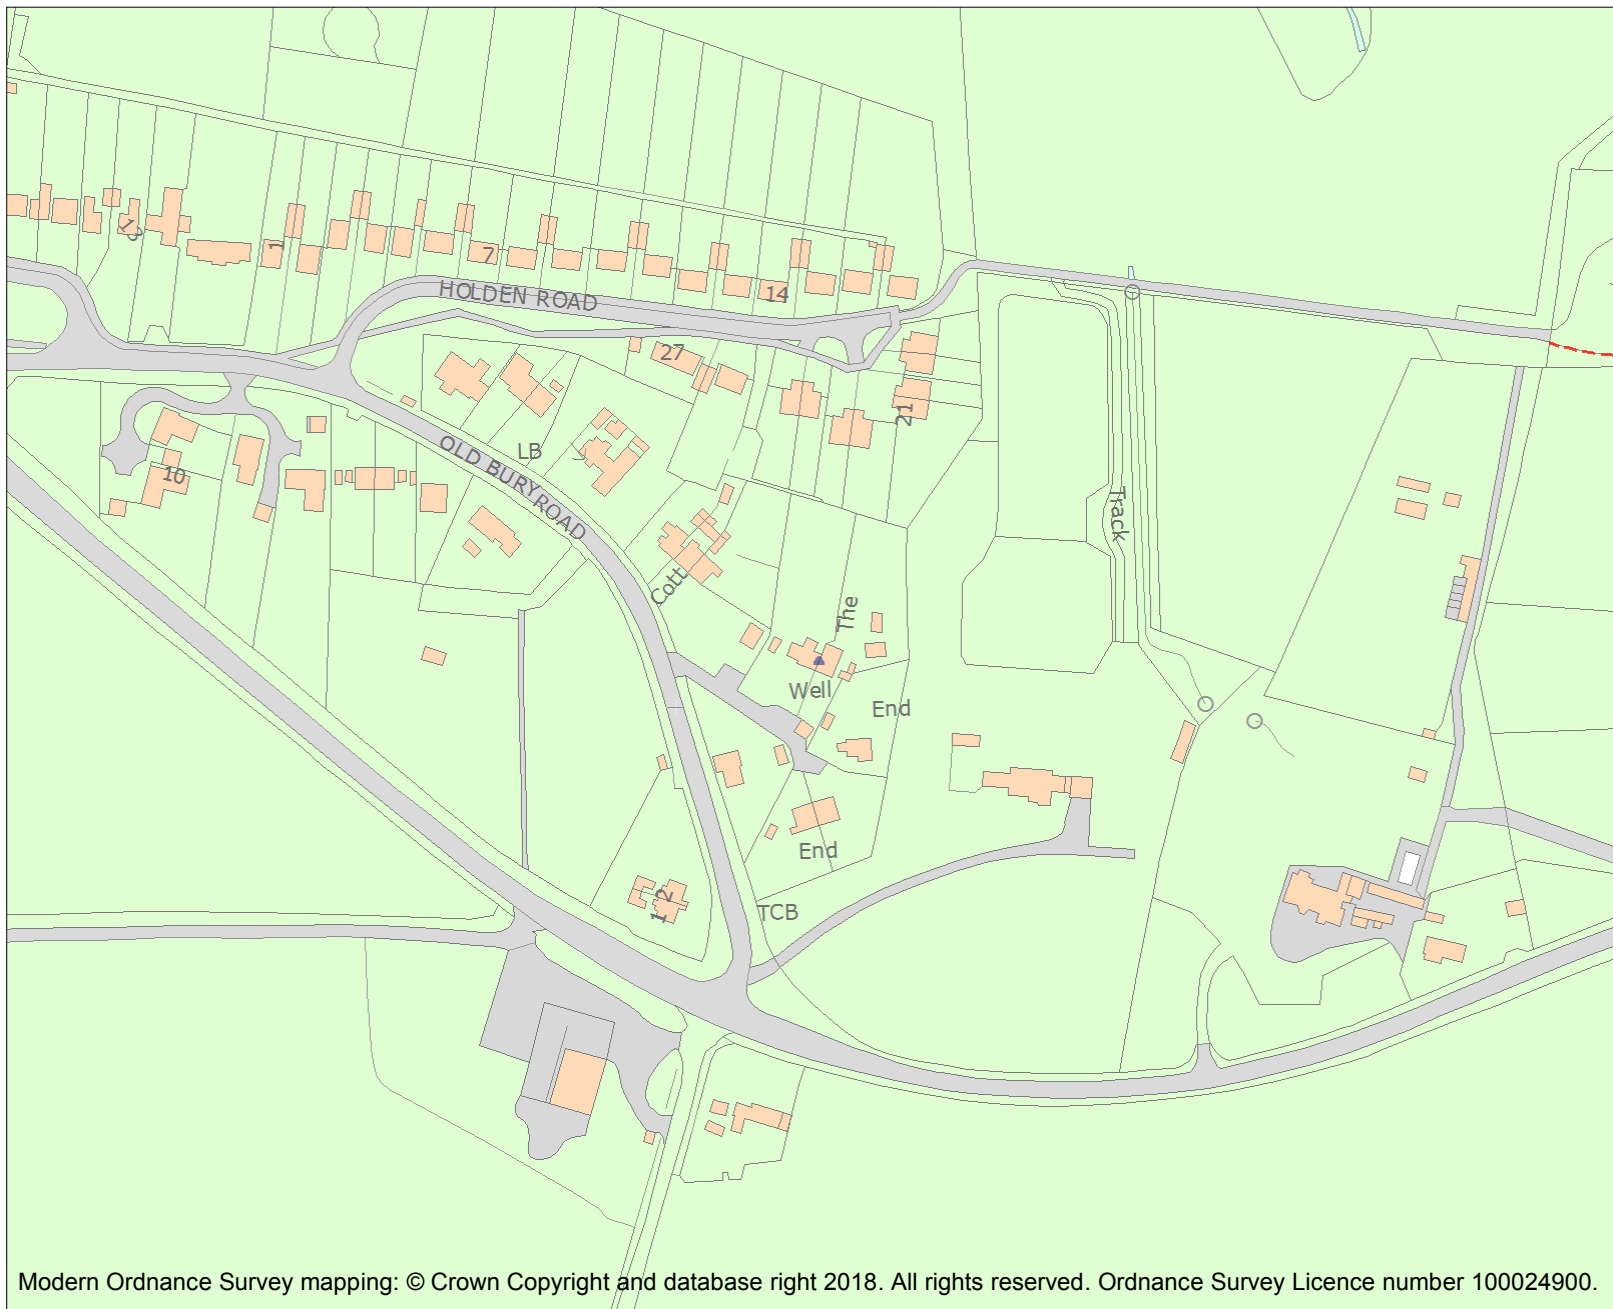 13
1
7
HOLDEN ROAD
14
27
21
LB
OLD BURY ROAD
10
Track
Cott
The
Well
End
End
1 2
TCB
Modern Ordnance Survey mapping: © Crown Copyright and database right 2018. All rights reserved. Ordnance Survey Licence number 100024900.